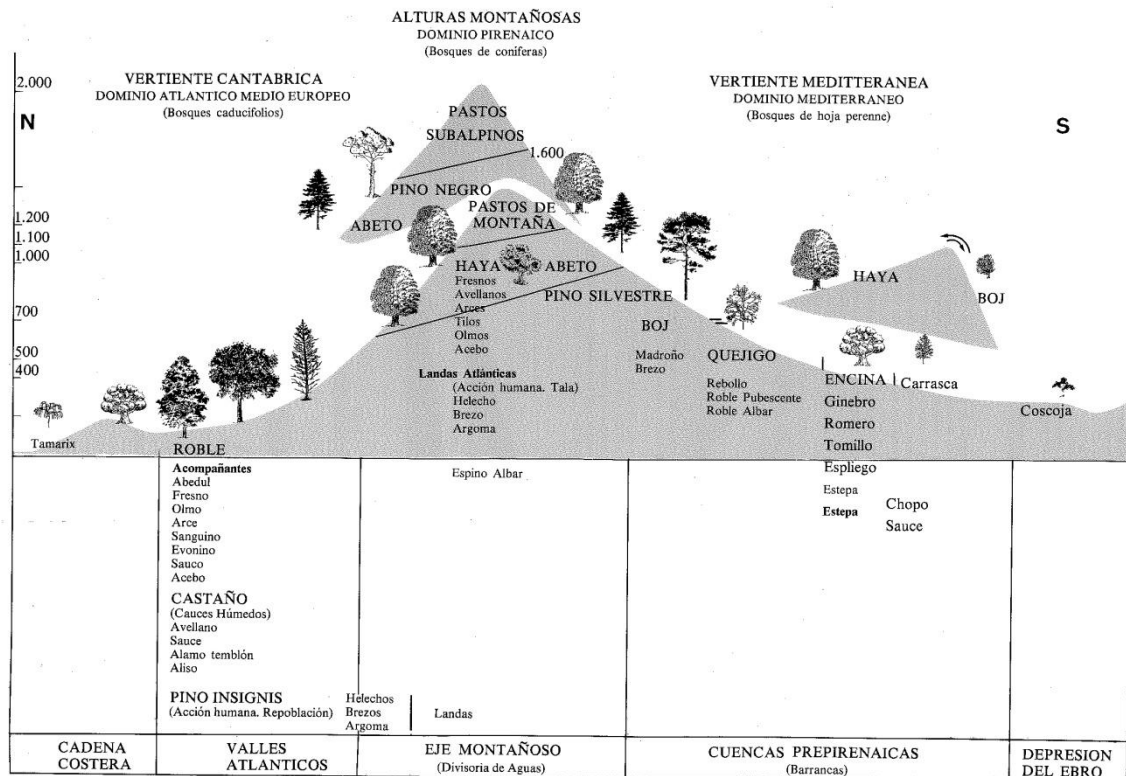 ALTURAS MONTAÑOSAS
DOMINIO PIRENAICO
(Bosques de coniferas)
VERTIENTE CANTABRICA
DOMINIO ATLANTICO MEDIO EUROPEO
(Bosques caducifolios)
VERTIENTE MEDITTERANEA
DOMINIO MEDITERRANEO
(Bosques de hoja perenne)
N
S
2.000
1.200
1.100
1.000
700
500
400
PASTOS
SUBALPINOS
1.600
PINO NEGRO
ABETO
PASTOS DE
MONTAÑA
HAYA
ABETO
Fresnos
Avellanos
Arces
Tilos
Olmos
Acebo
PINO SILVESTRE
Landas Atlánticas
(Acción humana. Tala)
Helecho
Brezo
Argoma
BOJ
Madroño
Brezo
QUEJIGO
Rebollo
Roble Pubescente
Roble Albar
HAYA
BOJ
ENCINA
Carrasca
Ginebro
Romero
Tomillo
Espliego
Estepa
Estepa
Chopo
Sauce
Coscoja
Tamarix
ROBLE
Acompañantes
Abedul
Fresno
Olmo
Arce
Sanguino
Evonino
Sauco
Acebo
CASTAÑO
(Cauces Húmedos)
Avellano
Sauce
Alamo temblón
Aliso
PINO INSIGNIS
(Acción humana. Repoblación)
Helechos
Brezos
Argoma
Landas
Espino Albar
CADENA
COSTERA
VALLES
ATLANTICOS
EJE MONTAÑOSO
(Divisoria de Aguas)
CUENCAS PREPIRENAICAS
(Barrancas)
DEPRESION
DEL EBRO